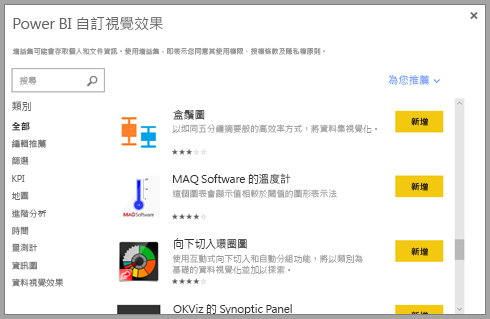 Power BI 自訂視覺效果
增益集可能會存取個人和文件資訊。使用增益集，即表示您同意其使用權限、授權條款及隱私權原則。
搜尋
為您推薦
類別
全部
編輯推薦
篩選
KPI
地圖
進階分析
時間
量測計
資訊圖
資料視覺效果
盒鬚圖
以如同五分鐘摘要般的高效率方式，將資料集視覺化。
新增
MAQ Software 的溫度計
這個圖表會顯示值相較於閾值的圖形表示法
新增
MAQSoftware
向下切入環圈圖
使用互動式向下切入和自動分組功能，將以類別為
基礎的資料視覺化並加以探索。
新增
OKViz 的 Synoptic Panel